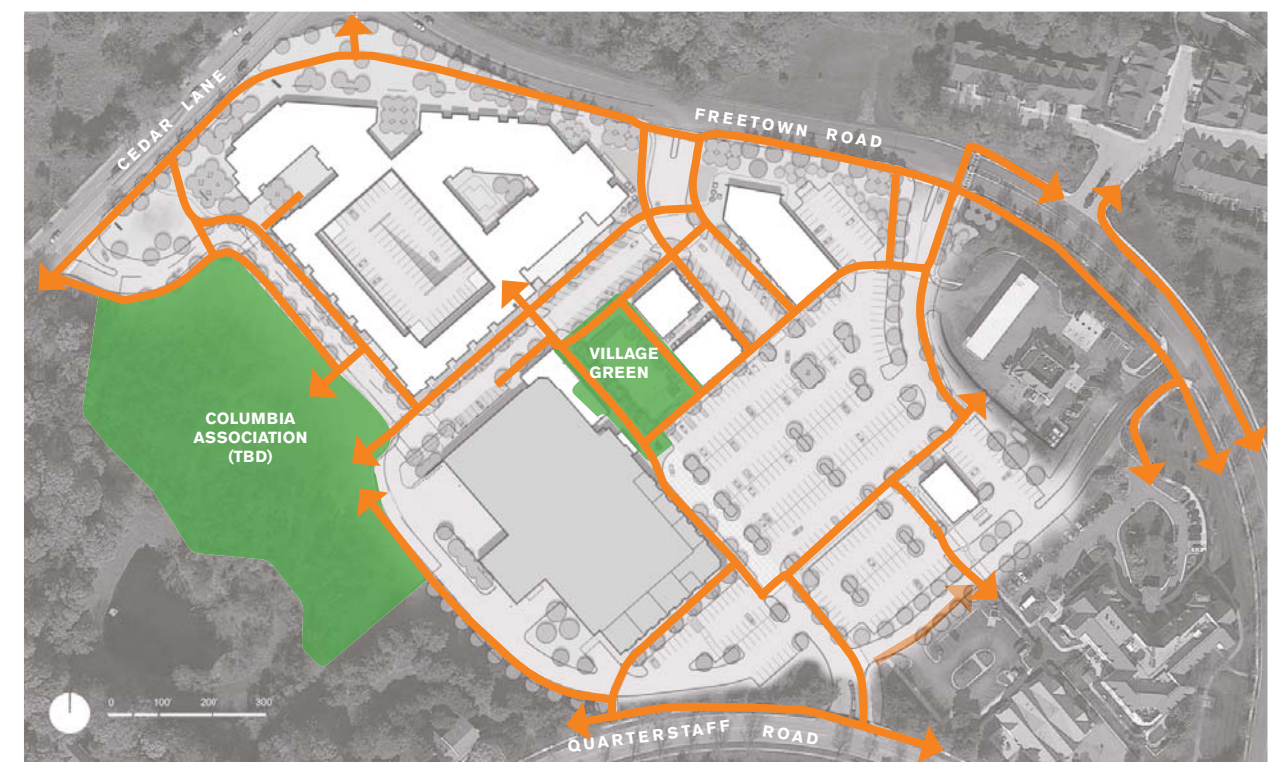 CEDAR LANE
FREETOWN ROAD
VILLAGE
GREEN
COLUMBIA
ASSOCIATION
(TBD)
0 100' 200' 300'
QUARTERSTAFF ROAD